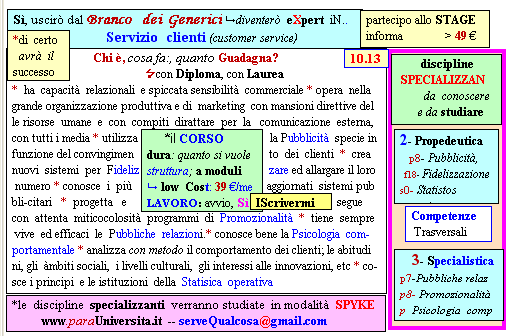 Si, uscirò dal Branco dei Generici ↪diventerò eXpert iN..
Servizio clienti (customer service)
partecipo allo STAGE
informa > 49 €
*di certo
avrà il
successo
Chi è, cosa fa:, quanto Guadagna?
con Diploma, con Laurea
10.13
* ha capacità relazionali e spiccata sensibilità commerciale * opera nella
grande organizzazione produttiva e di marketing con mansioni direttive del
le risorse umane e con compiti dirarre per la comunicazione esterna,
con tutti i media * utilizza la Pubblicità specie in
funzione del convingimen to dei clienti * crea
nuovi sistemi per Fideliz zare ed allargare il loro
numero * conosce i più aggiornati sistemi pub
bli-citari * progetta e segue
con attenta miticocolosità programmi di Promozionalità * tiene sempre
vive ed efficaci le Pubbliche relazioni.* conosce bene la Psicologia com-
portamentale * analizza con metodo il comportamento dei clienti; le abitudi
ni, gli àmbiti sociali, i livelli culturali, gli interessi alle innovazioni, etc * co-
sce i principi e le istituzioni della Statisica operativa
*il CORSO
dura: quanto si vuole
struttura; a moduli
↪ low Cost: 39 €/me
LAVORO: avvio, Si
IScrivermi
discipline
SPECIALIZZAN
da conoscere
e da studiare
2- Propedeutica
p8- Pubblicità,
f18- Fidelizzazione
s0- Statistos
Competenze
Trasversali
3- Specialistica
p7-Pubbliche relaz
p8- Promozionalità
p Psicologia comp
*le discipline specializzanti verranno studiate in modalità SPYKE
www.paraUniversita.it -- serveQualcosa@gmail.com